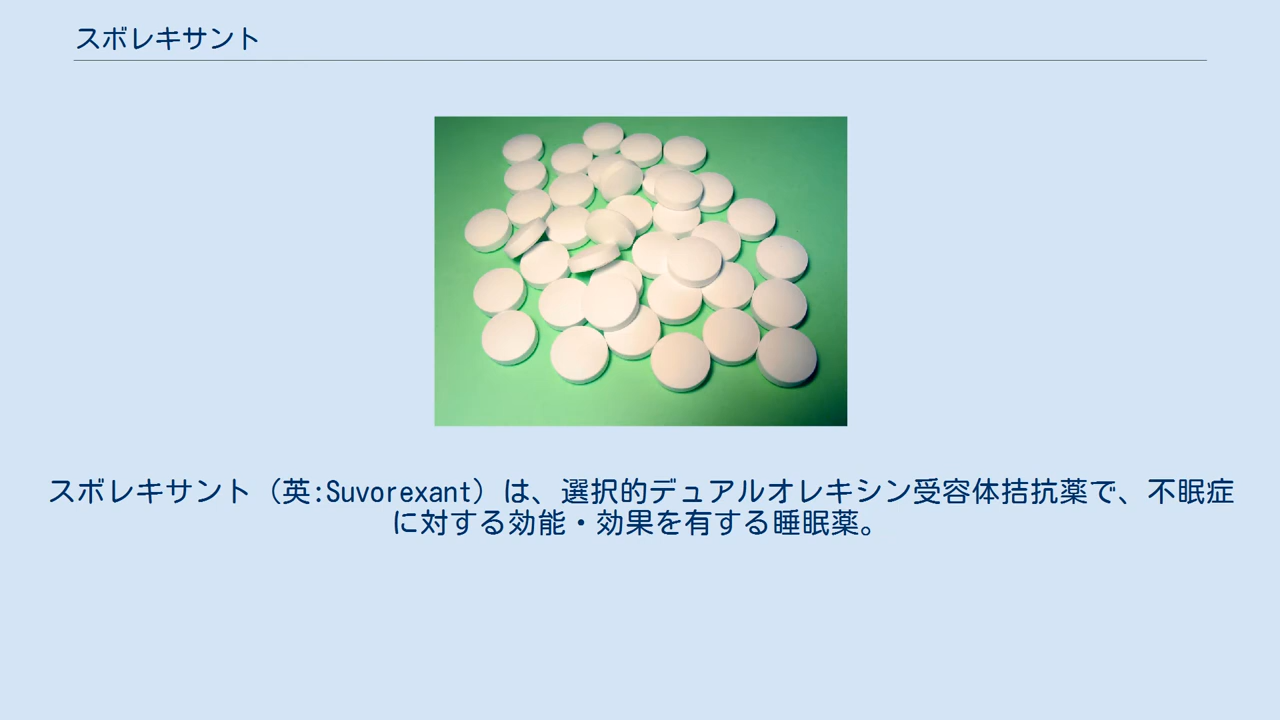 スボレキサント
スボレキサント（英:Suvorexant）は、選択的デュアルオレキシン受容体拮抗薬で、不眠症
に対する効能・効果を有する睡眠薬。